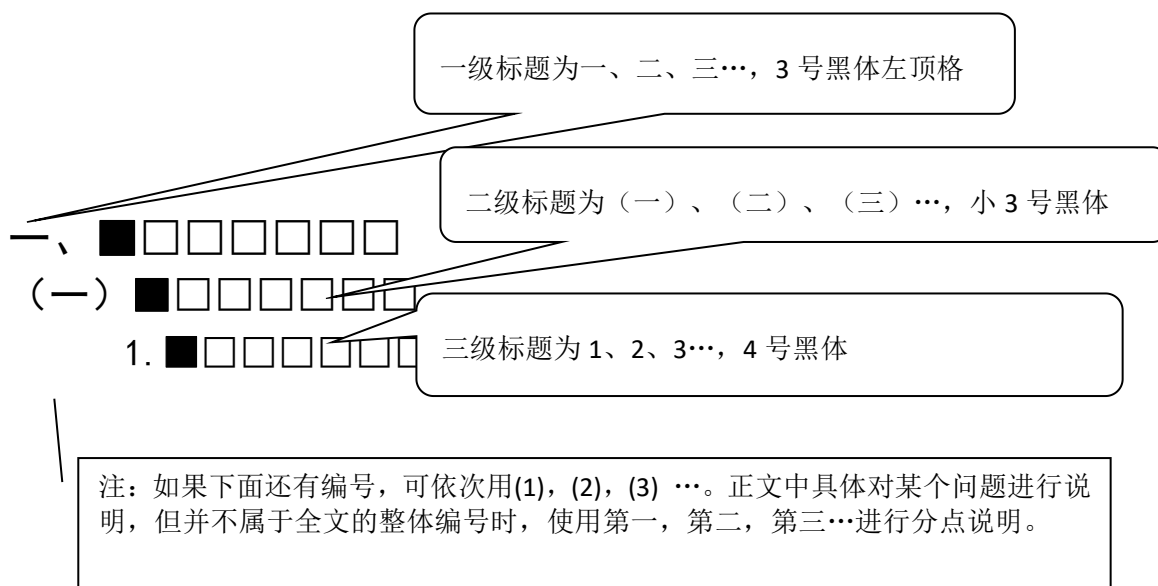 一级标题为一、二、三…，3 号黑体左顶格
二级标题为（一）、（二）、（三）…，小 3 号黑体
一、■□□□□□□
（一）■□□□□□□
1.■□□□□□□
三级标题为 1、2、3…，4 号黑体
注：如果下面还有编号，可依次用(1)，(2)，(3) …。正文中具体对某个问题进行说
明，但并不属于全文的整体编号时，使用第一，第二，第三…进行分点说明。